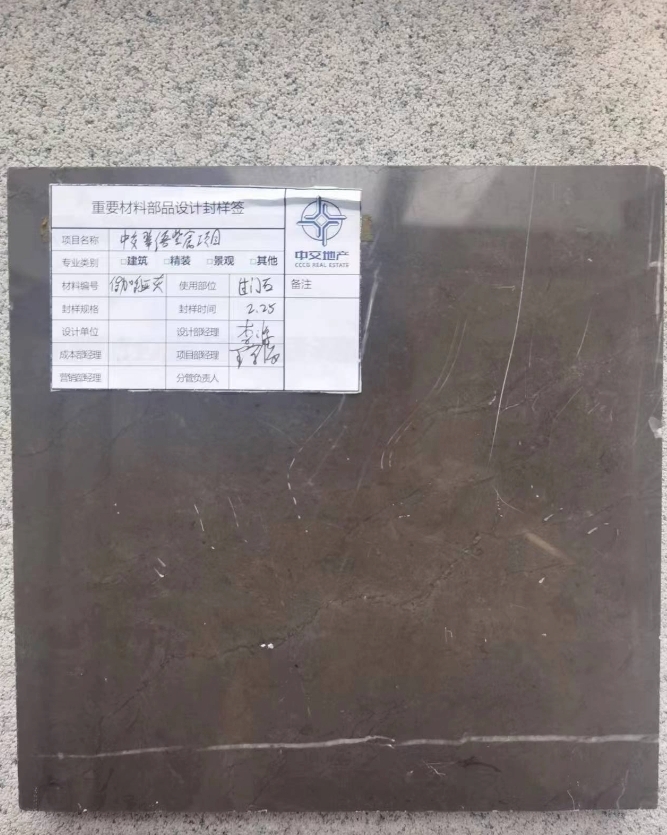 重要材料部品设计封样签
中交地产
CCCG REAL ESTATE
项目名称
专业类别 □建筑 □精装 □景观 □其他
材料编号 使用部位 备注
封样规格 封样时间 2.25
设计单位 设计部经理
成本部经理 项目部经理
营销部经理 分管负责人